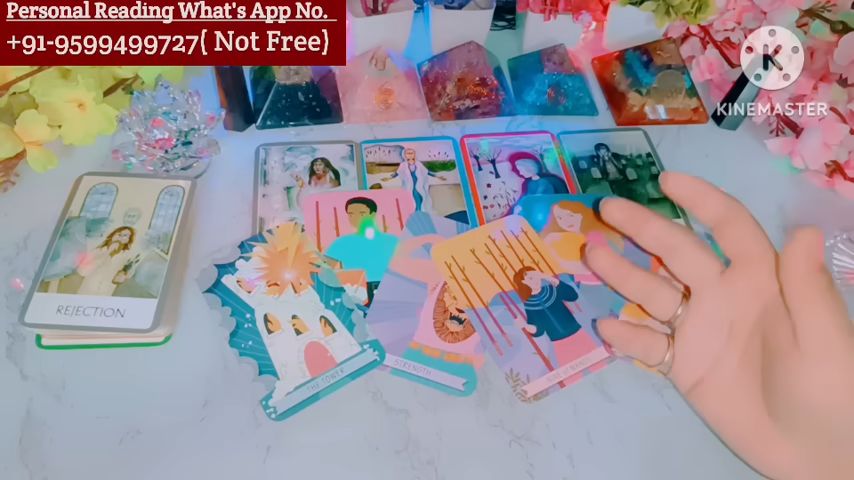 Personal Reading What's App No.
+91-9599499727( Not Free)
KINEMASTER
REJECTION
THE TOWER
STRENGTH